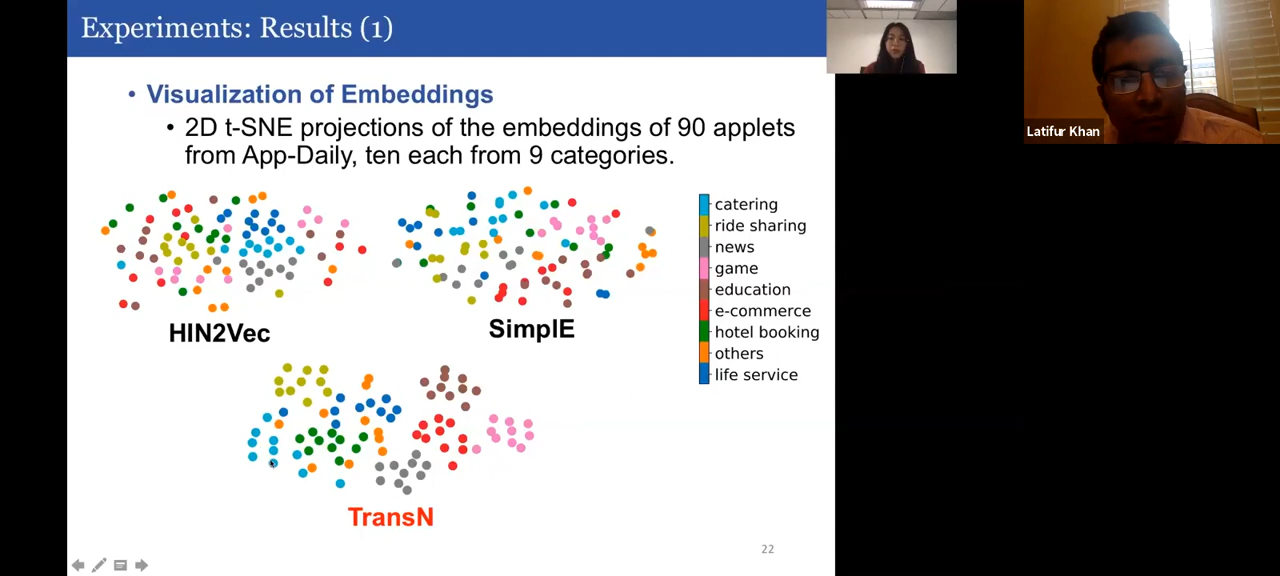 Experiments: Results (1)
• Visualization of Embeddings
• 2D t-SNE projections of the embeddings of 90 applets
from App-Daily, ten each from 9 categories.
HIN2Vec
SimplE
catering
ride sharing
news
game
education
e-commerce
hotel booking
others
life service
TransN
22
Latifur Khan